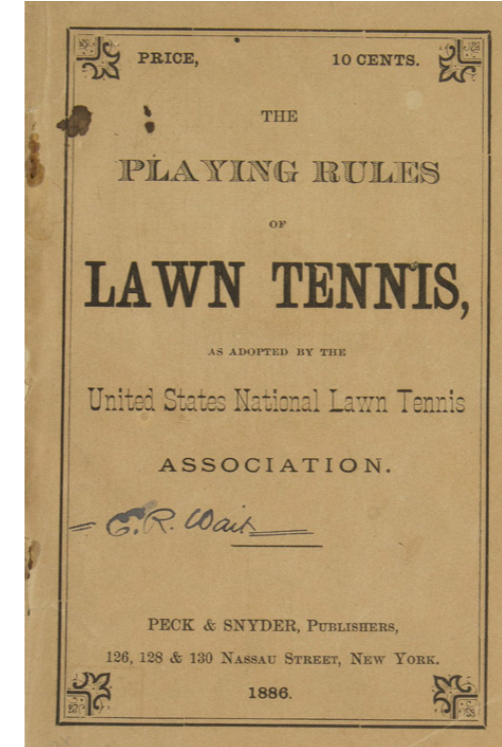 PRICE, 10 CENTS.
THE
PLAYING RULES
OF
LAWN TENNIS,
AS ADOPTED BY THE
United States National Lawn Tennis
ASSOCIATION.
E. R. Wait
PECK & SNYDER, PUBLISHERS,
126, 128 & 130 NASSAU STREET, NEW YORK.
1886.